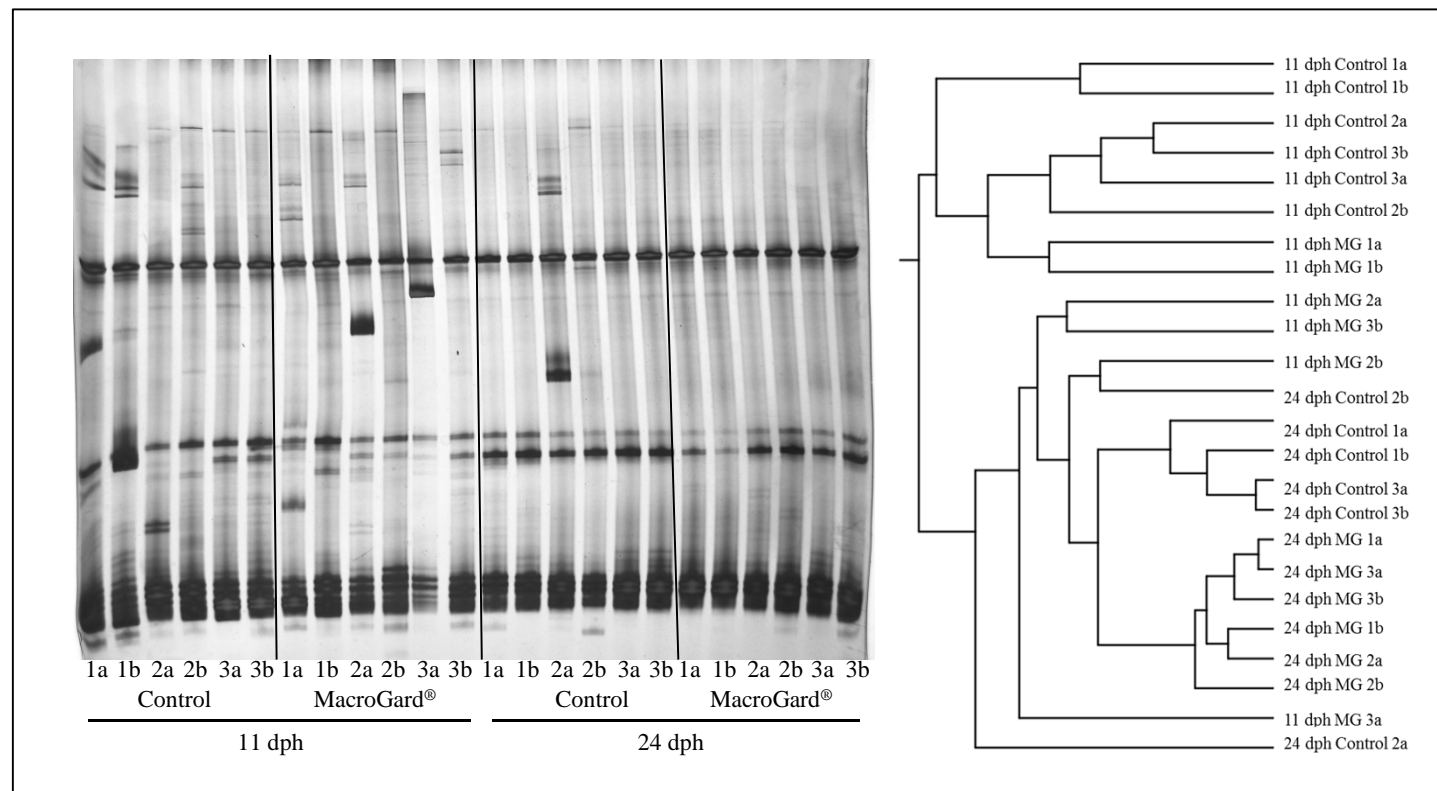 1a 1b 2a 2b 3a 3b 1a 1b 2a 2b 3a 3b 1a 1b 2a 2b 3a 3b 1a 1b 2a 2b 3a 3b
Control MacroGard® Control MacroGard®
11 dph 24 dph
11 dph Control 1a
11 dph Control 1b
11 dph Control 2a
11 dph Control 3b
11 dph Control 3a
11 dph Control 2b
11 dph MG 1a
11 dph MG 1b
11 dph MG 2a
11 dph MG 3b
11 dph MG 2b
24 dph Control 2b
24 dph Control 1a
24 dph Control 1b
24 dph Control 3a
24 dph Control 3b
24 dph MG 1a
24 dph MG 3a
24 dph MG 3b
24 dph MG 1b
24 dph MG 2a
24 dph MG 2b
11 dph MG 3a
24 dph Control 2a